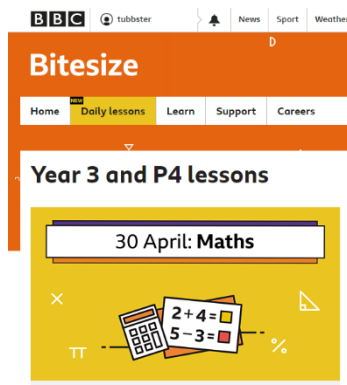 BBC tubbster News Sport Weather
Bitesize
NEW
Home Daily lessons Learn Support Careers
Year 3 and P4 lessons
30 April: Maths
2+4=
5-3=
%